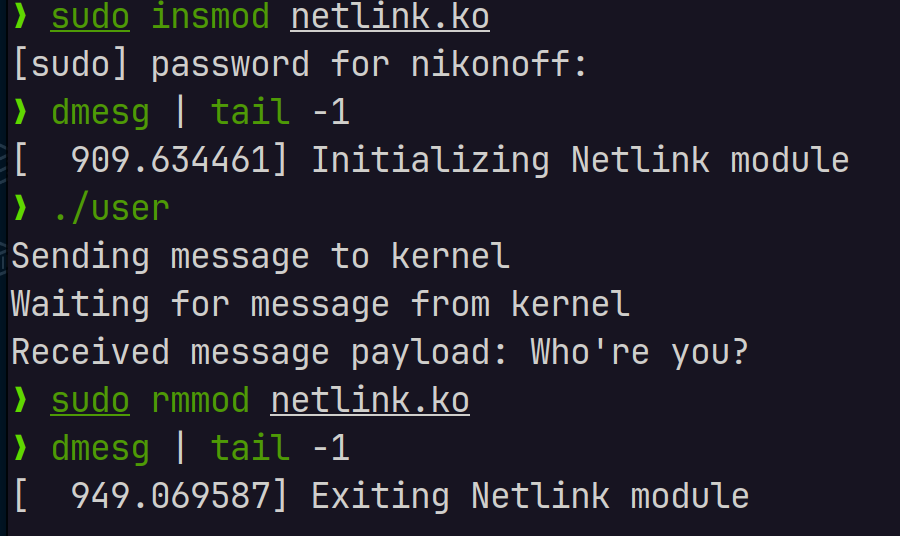 ❱ sudo insmod netlink.ko
[sudo] password for nikonoff:
❱ dmesg | tail -1
[  909.634461] Initializing Netlink module
❱ ./user
Sending message to kernel
Waiting for message from kernel
Received message payload: Who're you?
❱ sudo rmmod netlink.ko
❱ dmesg | tail -1
[  949.069587] Exiting Netlink module